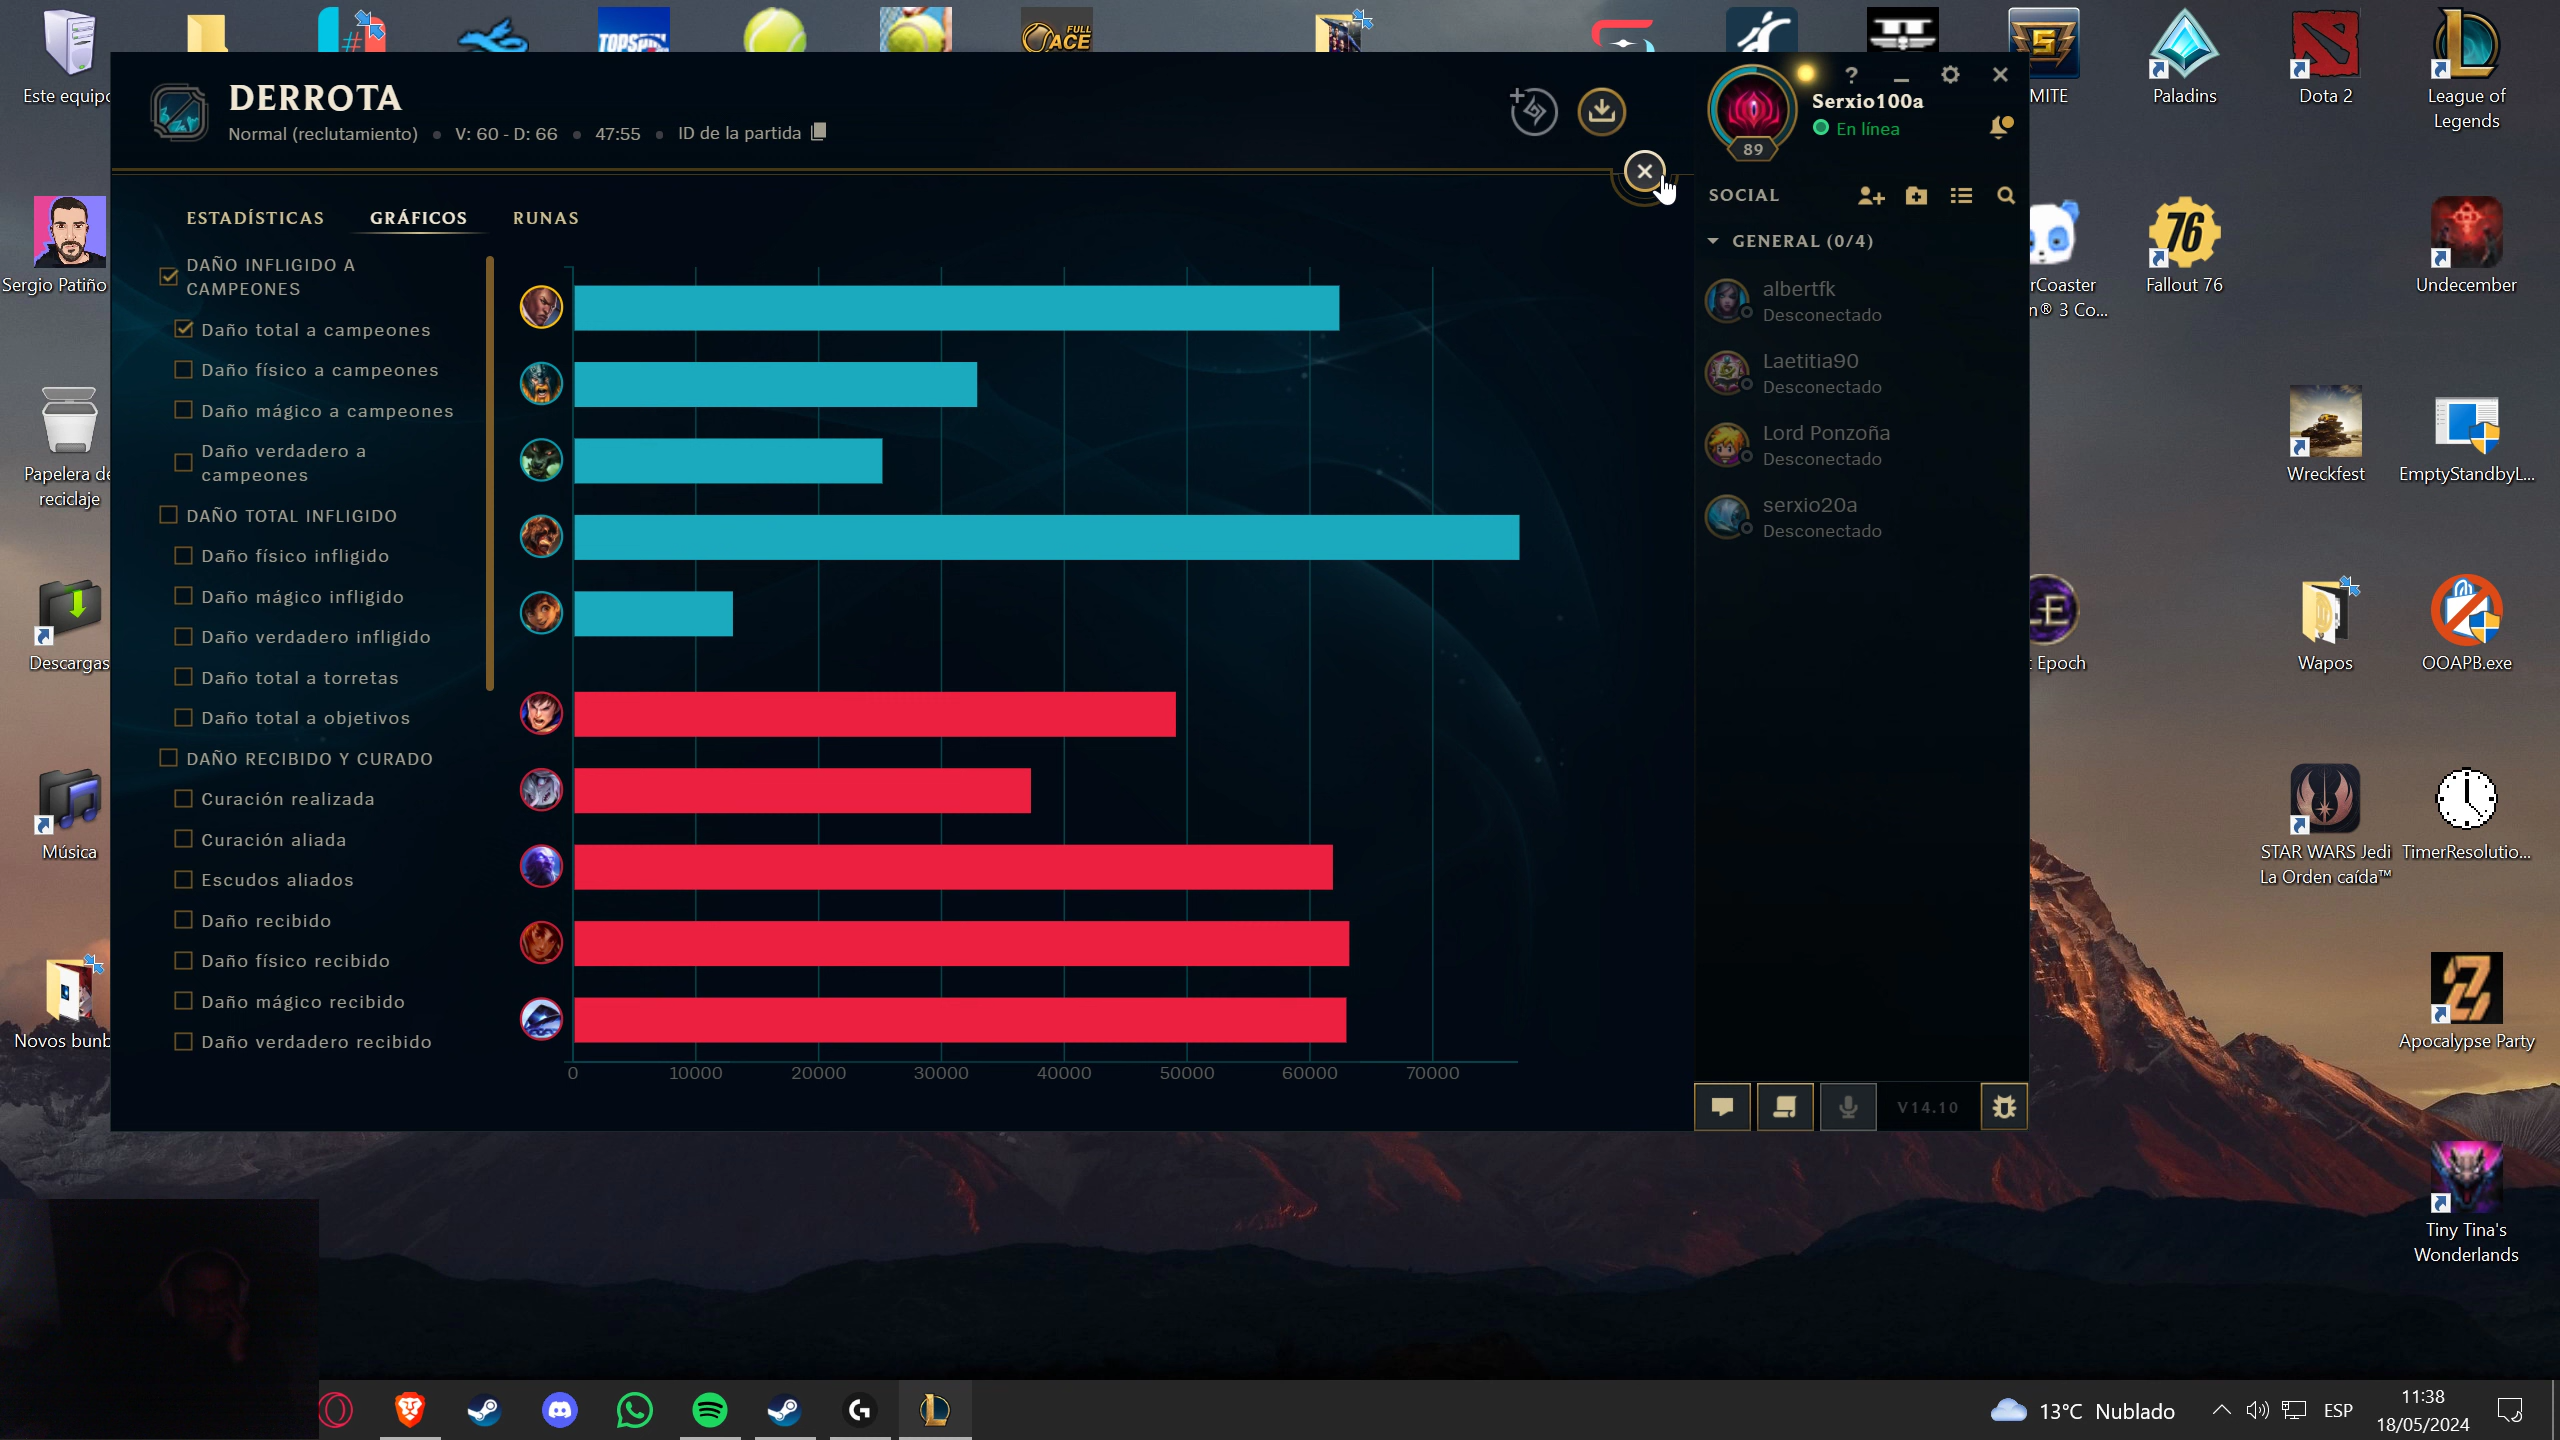 Este equipo
MITE
Paladins
Dota 2
League of
Legends
Sergio Patiño
rCoaster
n® 3 Co...
Fallout 76
Undecember
Papelera de
reciclaje
Wreckfest
EmptyStandbyL...
Descargas
t Epoch
Wapos
OOAPB.exe
Música
STAR WARS Jedi
La Orden caída™
TimerResolutio...
Novos bunb
Apocalypse Party
Tiny Tina's
Wonderlands
TOPSPIN
FULL
ACE
76
DERROTA
Normal (reclutamiento)
V: 60 - D: 66
47:55
ID de la partida
ESTADÍSTICAS
GRÁFICOS
RUNAS
DAÑO INFLIGIDO A
CAMPEONES
Daño total a campeones
Daño físico a campeones
Daño mágico a campeones
Daño verdadero a
campeones
DAÑO TOTAL INFLIGIDO
Daño físico infligido
Daño mágico infligido
Daño verdadero infligido
Daño total a torretas
Daño total a objetivos
DAÑO RECIBIDO Y CURADO
Curación realizada
Curación aliada
Escudos aliados
Daño recibido
Daño físico recibido
Daño mágico recibido
Daño verdadero recibido
0
10000
20000
30000
40000
50000
60000
70000
89
Serxio100a
En línea
SOCIAL
GENERAL (0/4)
albertfk
Desconectado
Laetitia90
Desconectado
Lord Ponzoña
Desconectado
serxio20a
Desconectado
V14.10
13°C Nublado
ESP
11:38
18/05/2024